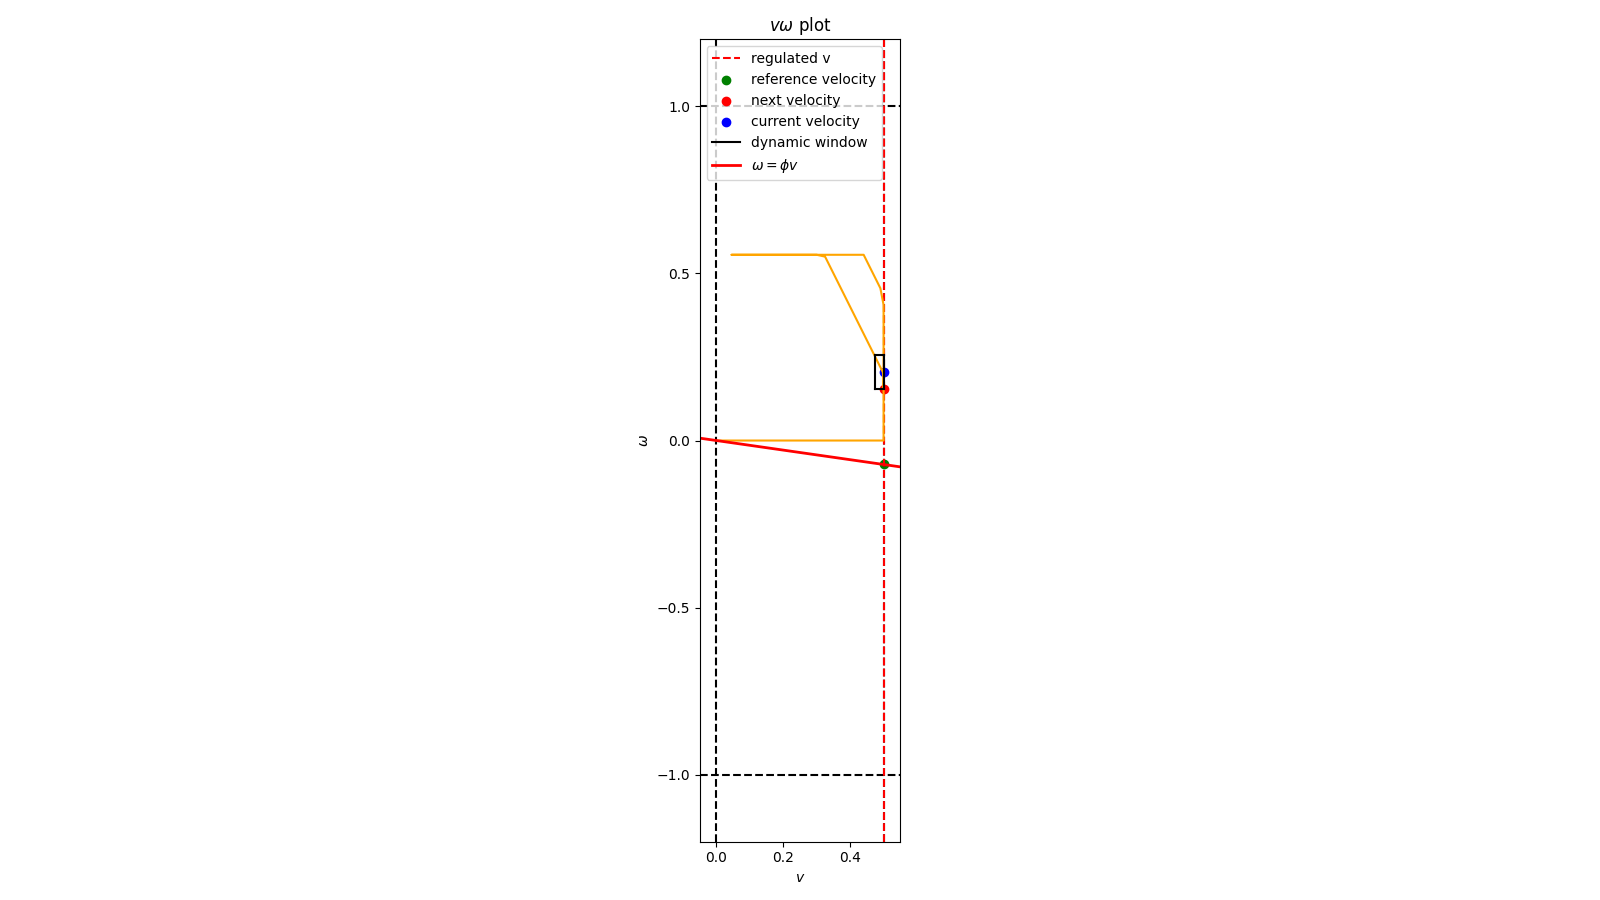 vω plot
regulated v
reference velocity
next velocity
current velocity
dynamic window
ω = ϕv
1.0
0.5
0.0
−0.5
−1.0
ω
0.0 0.2 0.4
v